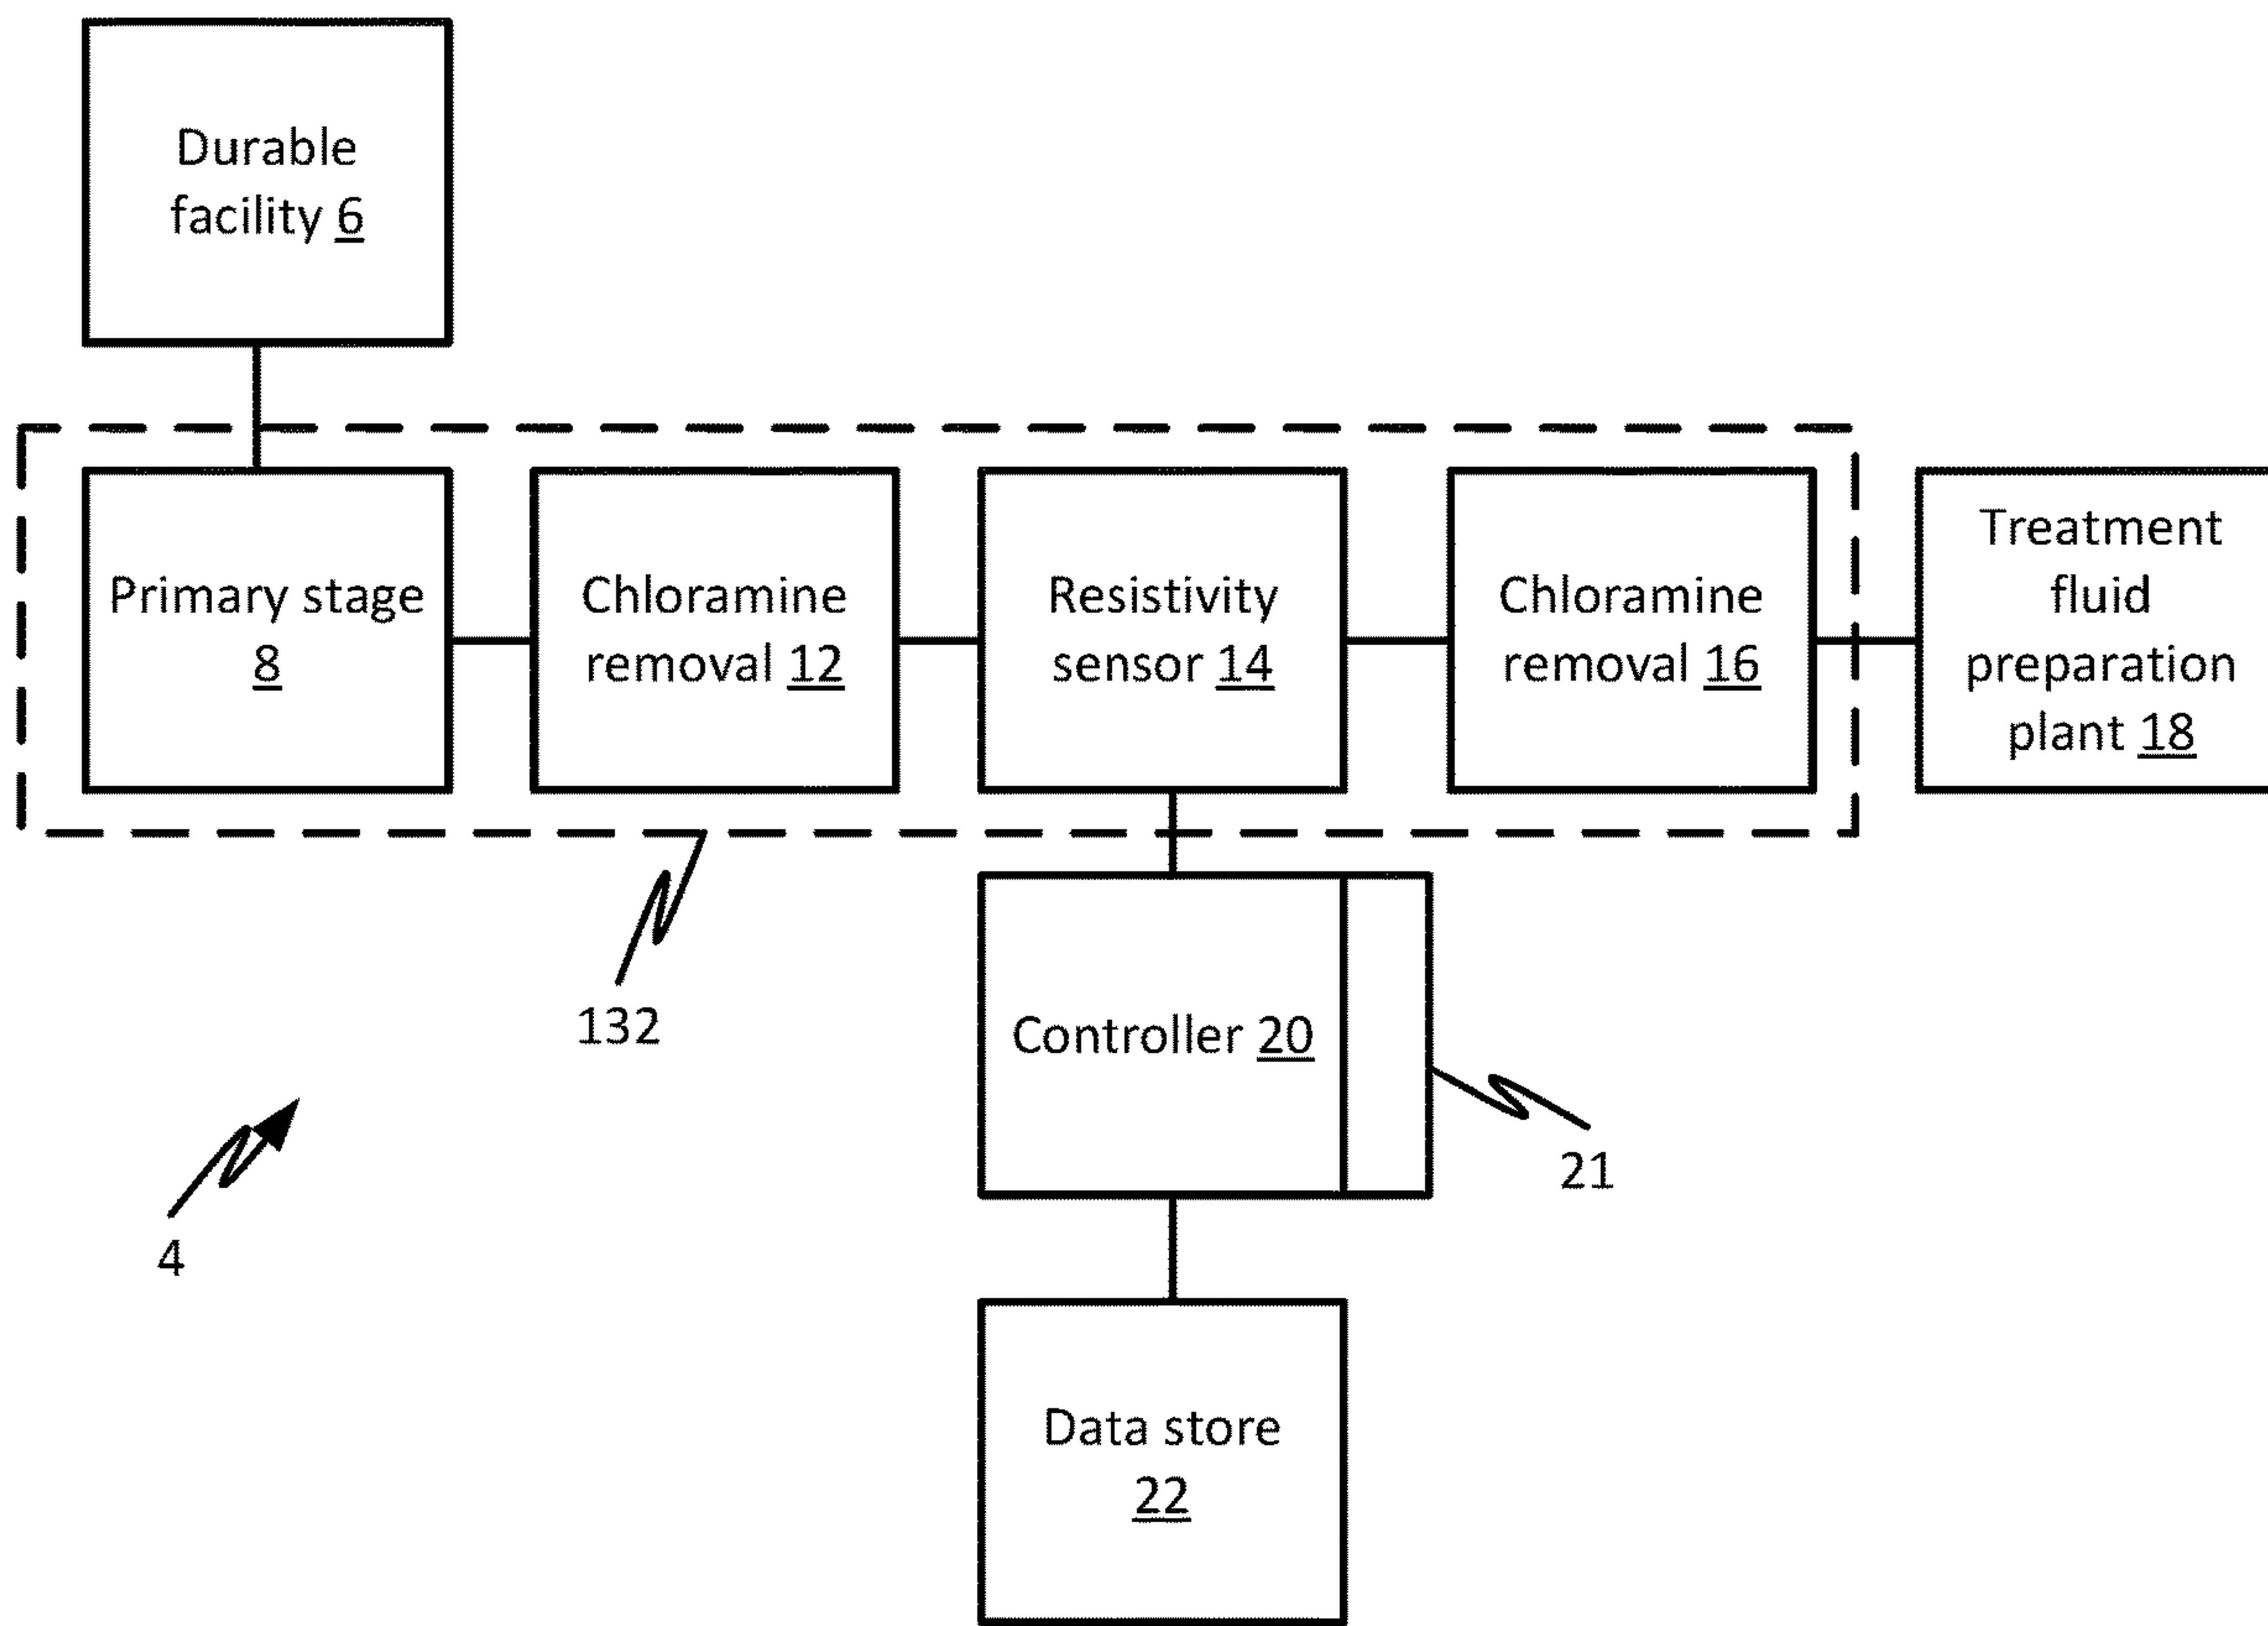 Durable
facility 6
Primary stage
8
Chloramine
removal 12
Resistivity
sensor 14
Chloramine
removal 16
Treatment
fluid
preparation
plant 18
132
Controller 20
21
4
Data store
22